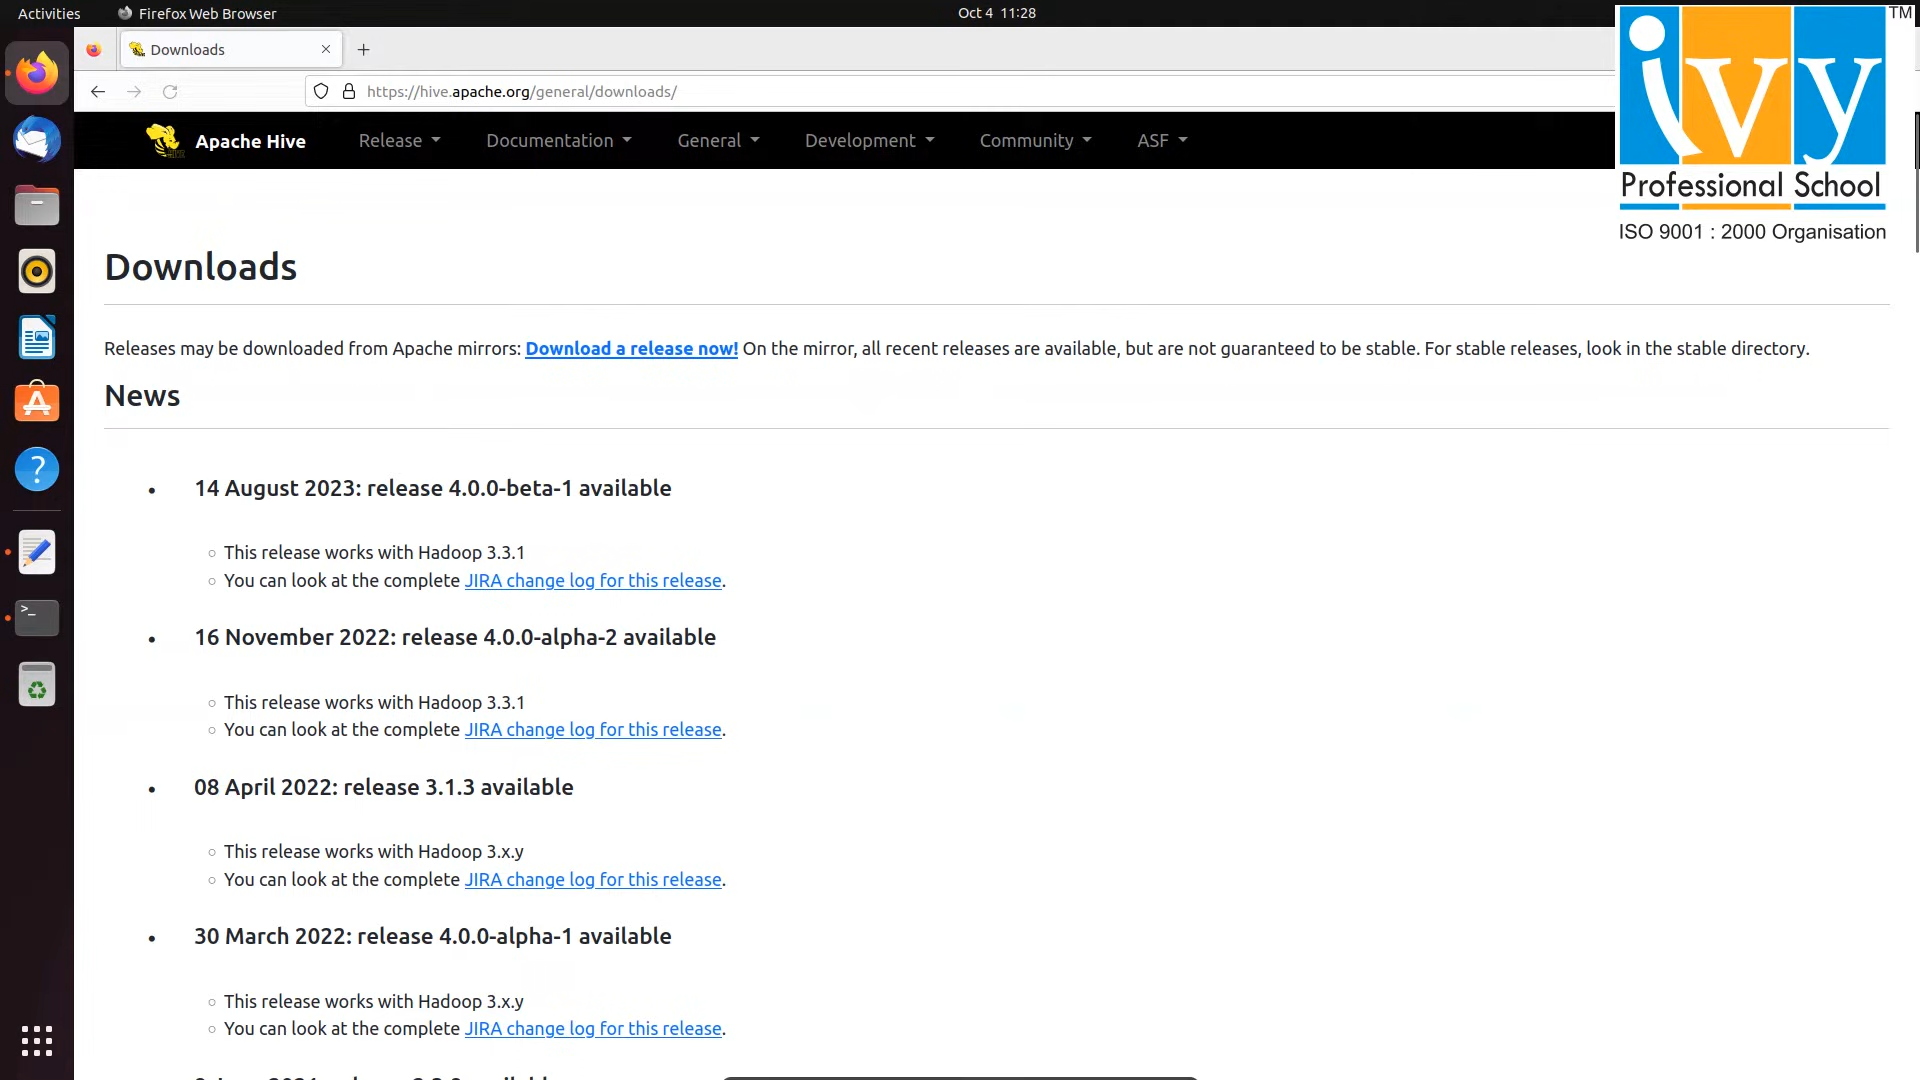 Activities
Firefox Web Browser
Oct 4 11:28
Downloads
https://hive.apache.org/general/downloads/
Apache Hive
Release
Documentation
General
Development
Community
ASF
TM
ivy
Professional School
ISO 9001 : 2000 Organisation
Downloads
Releases may be downloaded from Apache mirrors: Download a release now! On the mirror, all recent releases are available, but are not guaranteed to be stable. For stable releases, look in the stable directory.
News
14 August 2023: release 4.0.0-beta-1 available
This release works with Hadoop 3.3.1
You can look at the complete JIRA change log for this release.
16 November 2022: release 4.0.0-alpha-2 available
This release works with Hadoop 3.3.1
You can look at the complete JIRA change log for this release.
08 April 2022: release 3.1.3 available
This release works with Hadoop 3.x.y
You can look at the complete JIRA change log for this release.
30 March 2022: release 4.0.0-alpha-1 available
This release works with Hadoop 3.x.y
You can look at the complete JIRA change log for this release.